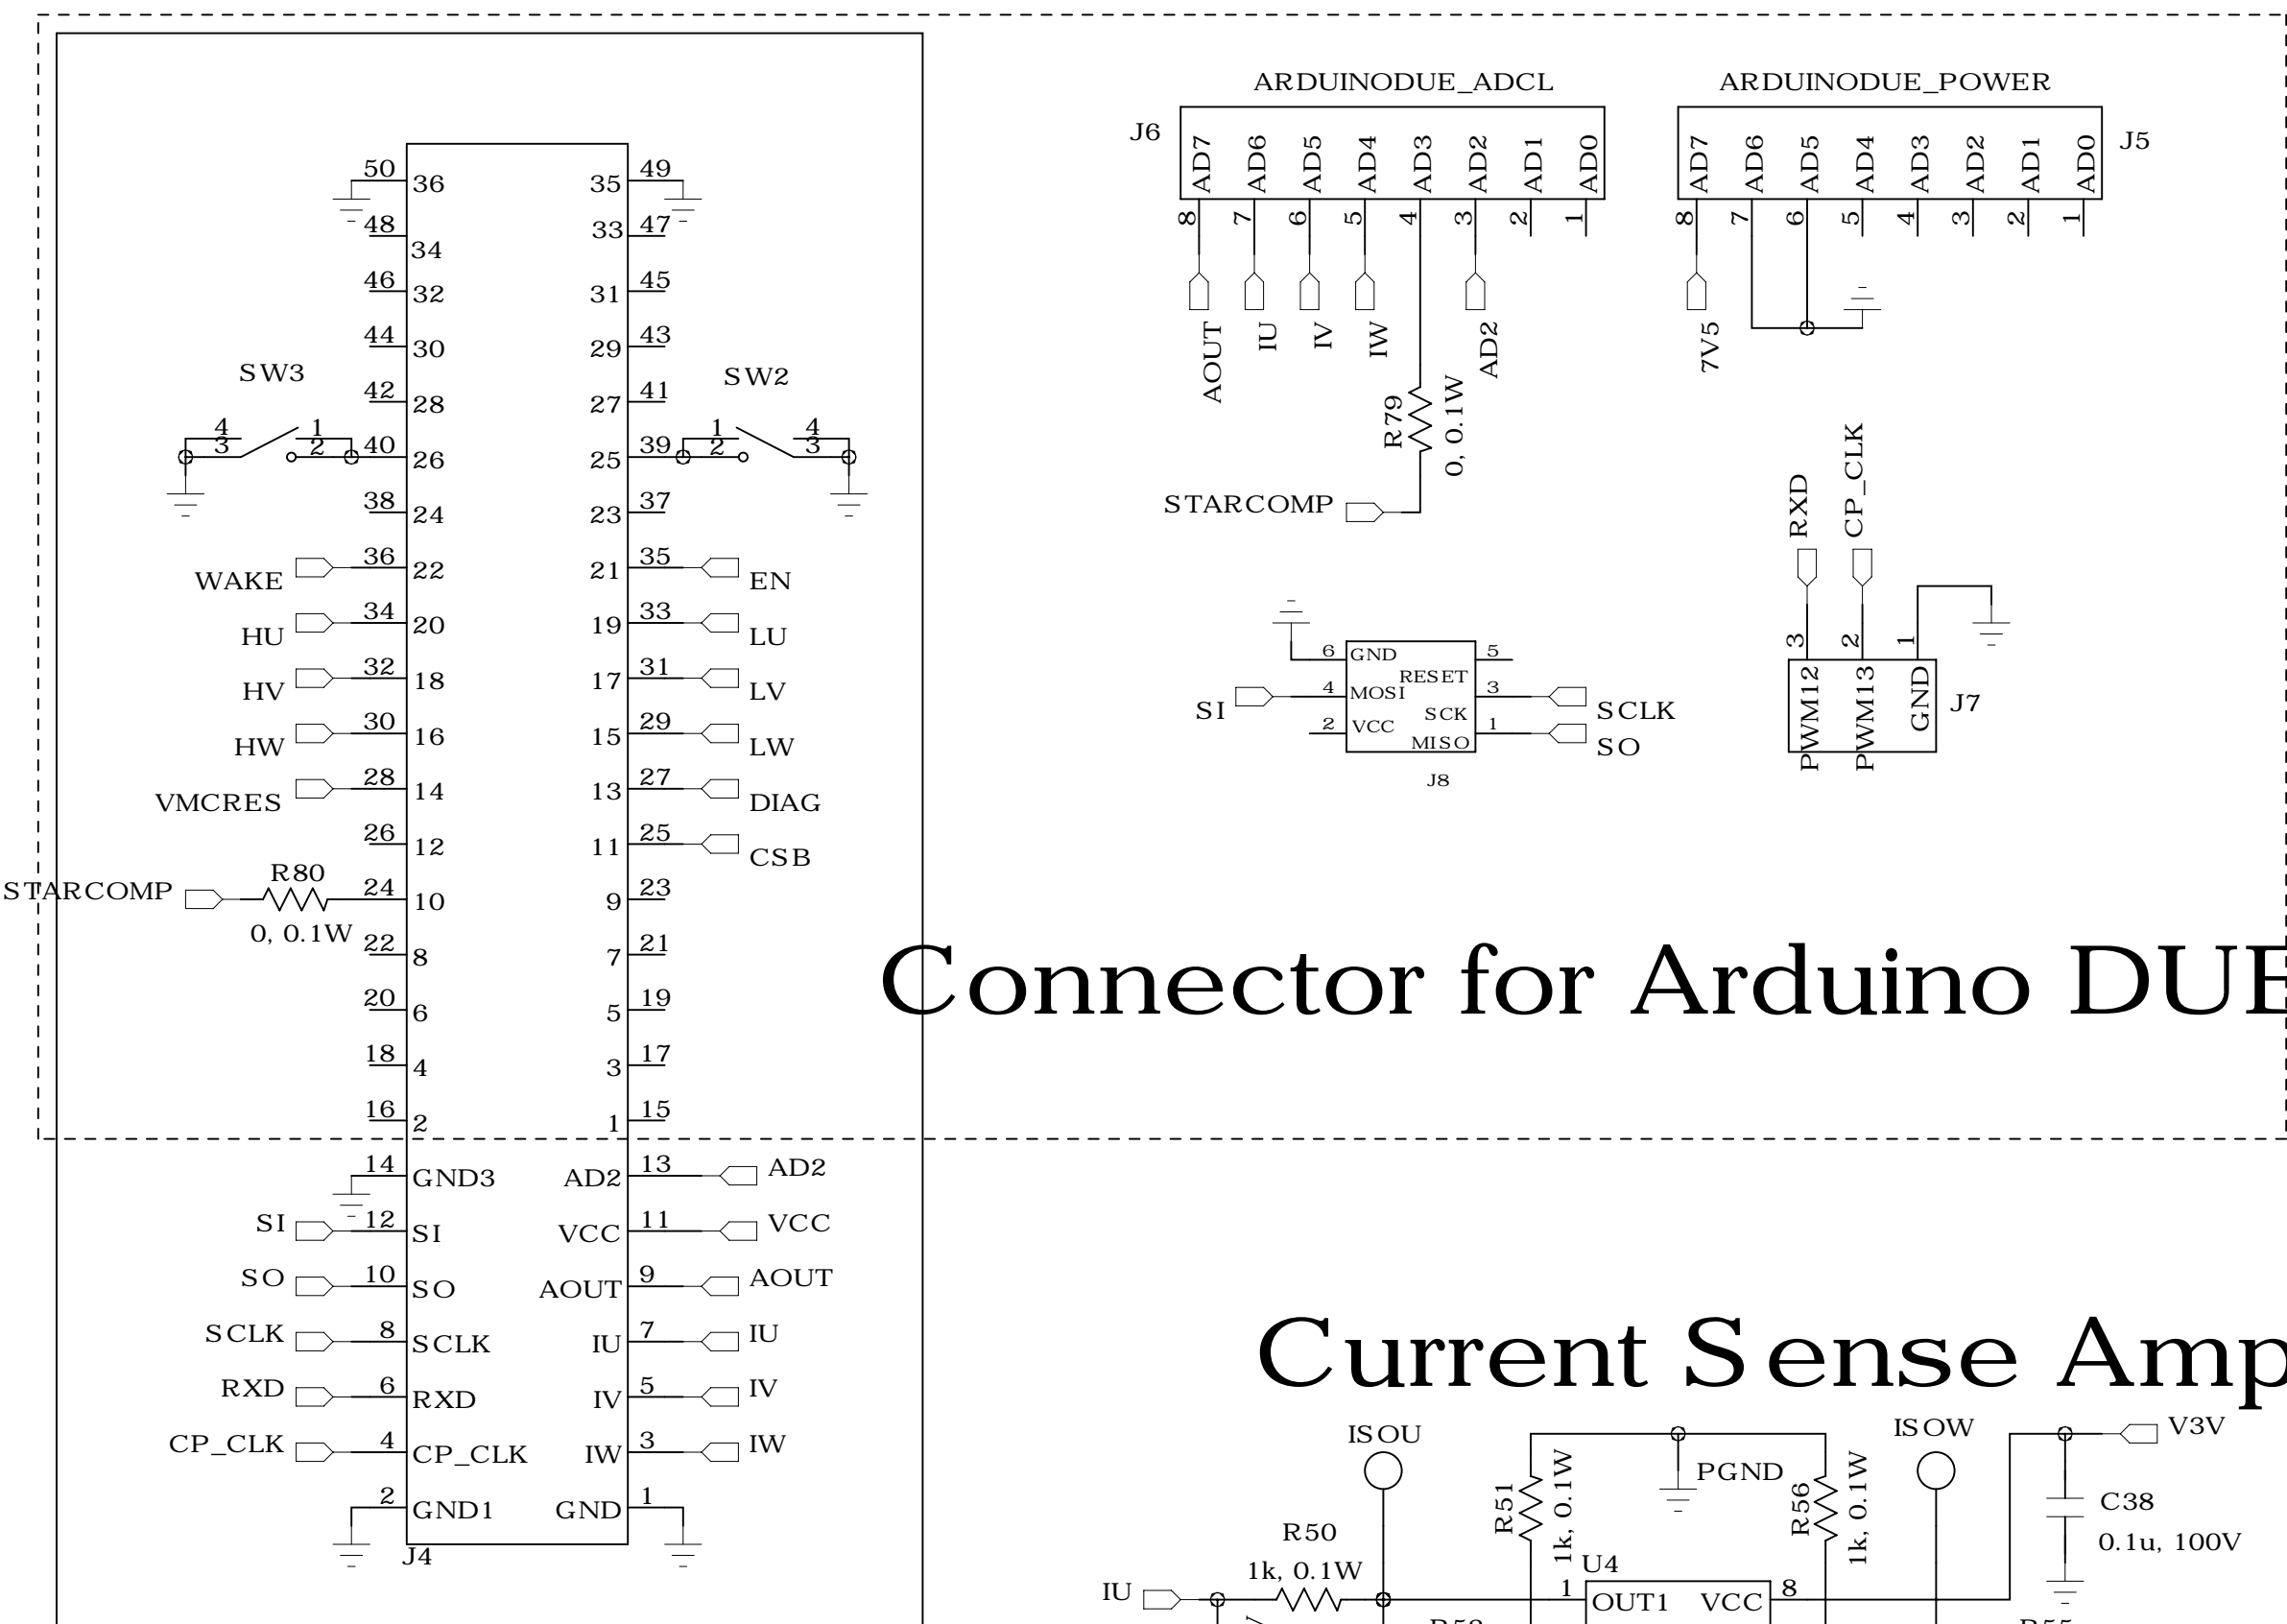 ARDUINODUE_ADCL
J6
AD7 AD6 AD5 AD4 AD3 AD2 AD1 AD0
8 7 6 5 4 3 2 1
AOUT IU IV IW AD2
R79
0, 0.1W
STARCOMP
ARDUINODUE_POWER
J5
AD7 AD6 AD5 AD4 AD3 AD2 AD1 AD0
8 7 6 5 4 3 2 1
7V5
RXD CP_CLK
3 2 1
PWM12 PWM13 GND
J7
6 GND
5
RESET
SI 4 MOSI
3 SCLK
SCK
2 VCC
1 SO
MISO
J8
50 36 35 49
48 34 33 47
46 32 31 45
44 30 29 43
SW3
SW2
42 28 27 41
4 1 1 4
3 2 40 26 25 39 2 3
38 24 23 37
WAKE 36 22 21 35 EN
HU 34 20 19 33 LU
HV 32 18 17 31 LV
HW 30 16 15 29 LW
VMCRES 28 14 13 27 DIAG
26 12 11 25 CSB
R80
STARCOMP 24 10 9 23
0, 0.1W
22 8 7 21
20 6 5 19
18 4 3 17
16 2 1 15
14 GND3 AD2 13 AD2
SI 12 SI VCC 11 VCC
SO 10 SO AOUT 9 AOUT
SCLK 8 SCLK IU 7 IU
RXD 6 RXD IV 5 IV
CP_CLK 4 CP_CLK IW 3 IW
2 GND1 GND 1
J4
Connector for Arduino DUE
Current Sense Amp
ISOU
ISOW
V3V
PGND
R51
1k, 0.1W
R56
1k, 0.1W
C38
0.1u, 100V
R50
1k, 0.1W
U4
IU
1 OUT1 VCC 8